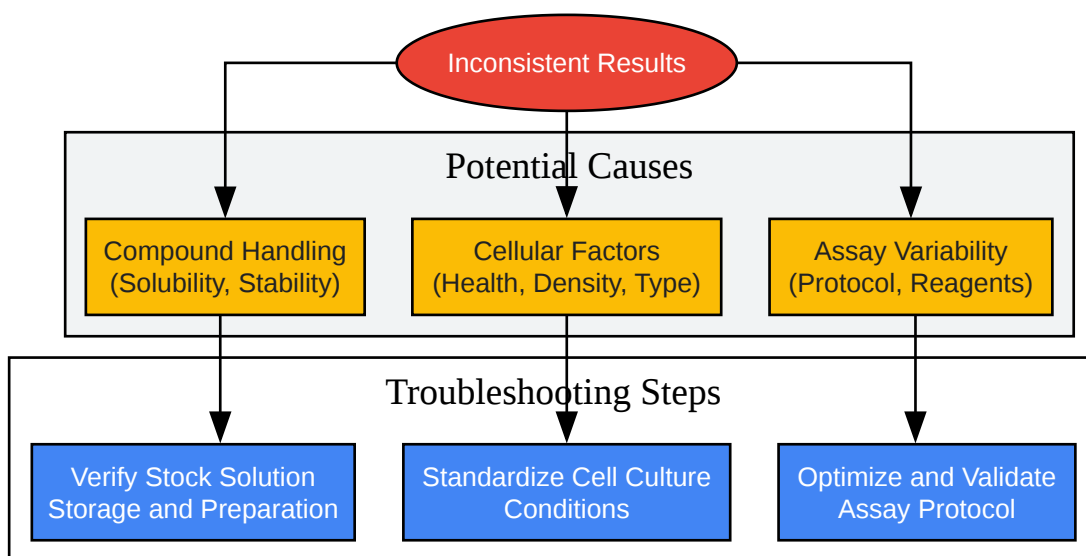 Inconsistent Results
Potential Causes
Compound Handling
(Solubility, Stability)
Cellular Factors
(Health, Density, Type)
Assay Variability
(Protocol, Reagents)
Troubleshooting Steps
Verify Stock Solution
Storage and Preparation
Standardize Cell Culture
Conditions
Optimize and Validate
Assay Protocol